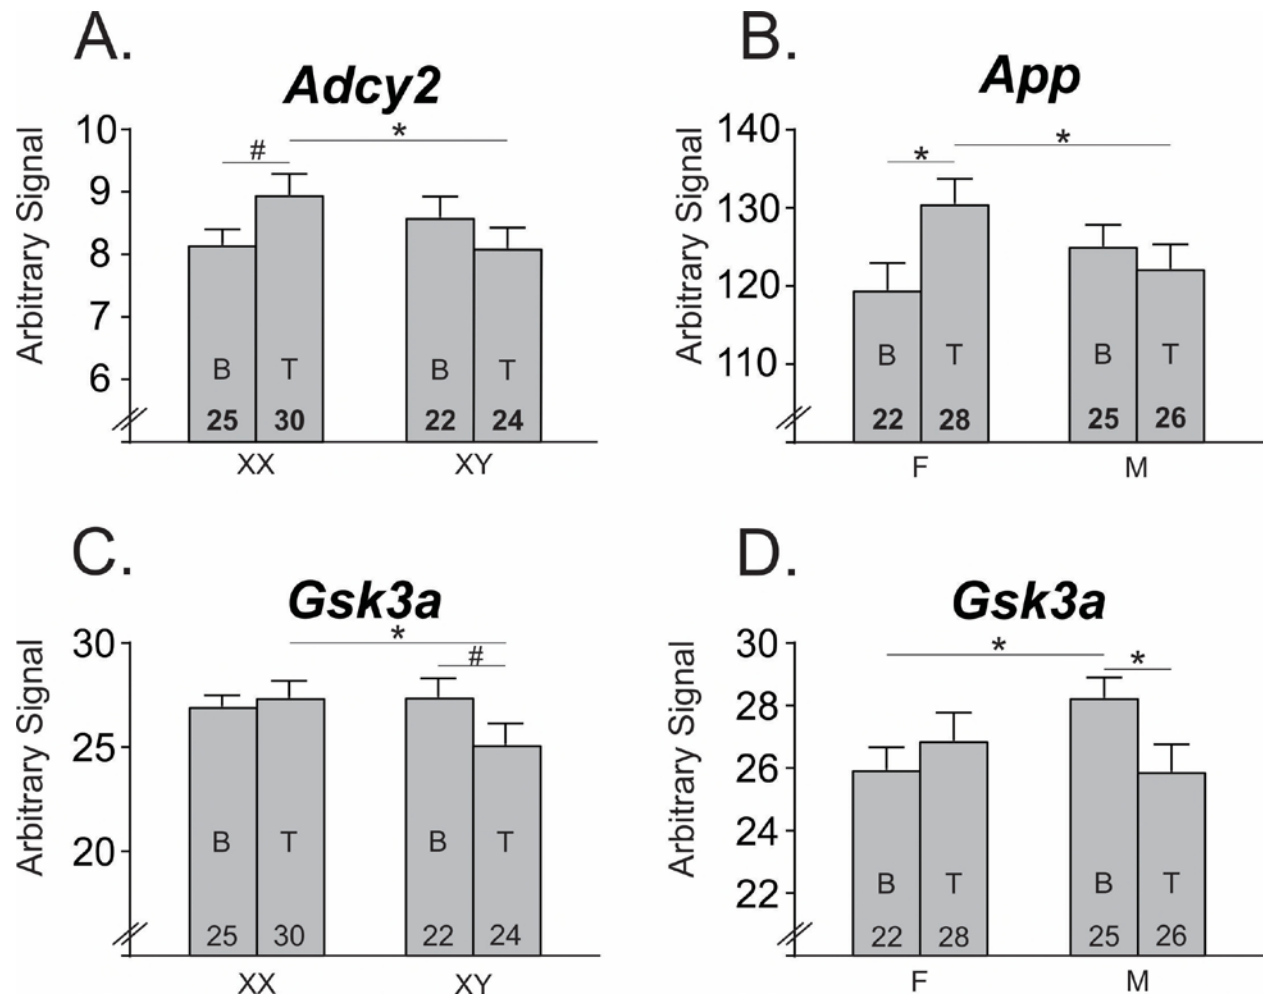 A.
Adcy2
Arbitrary Signal
10
9
8
7
6
#
*
B T B T
25 30 22 24
XX XY
B.
App
Arbitrary Signal
140
130
120
110
*
*
B T B T
22 28 25 26
F M
C.
Gsk3a
Arbitrary Signal
30
25
20
*
#
B T B T
25 30 22 24
XX XY
D.
Gsk3a
Arbitrary Signal
30
28
26
24
22
*
*
B T B T
22 28 25 26
F M